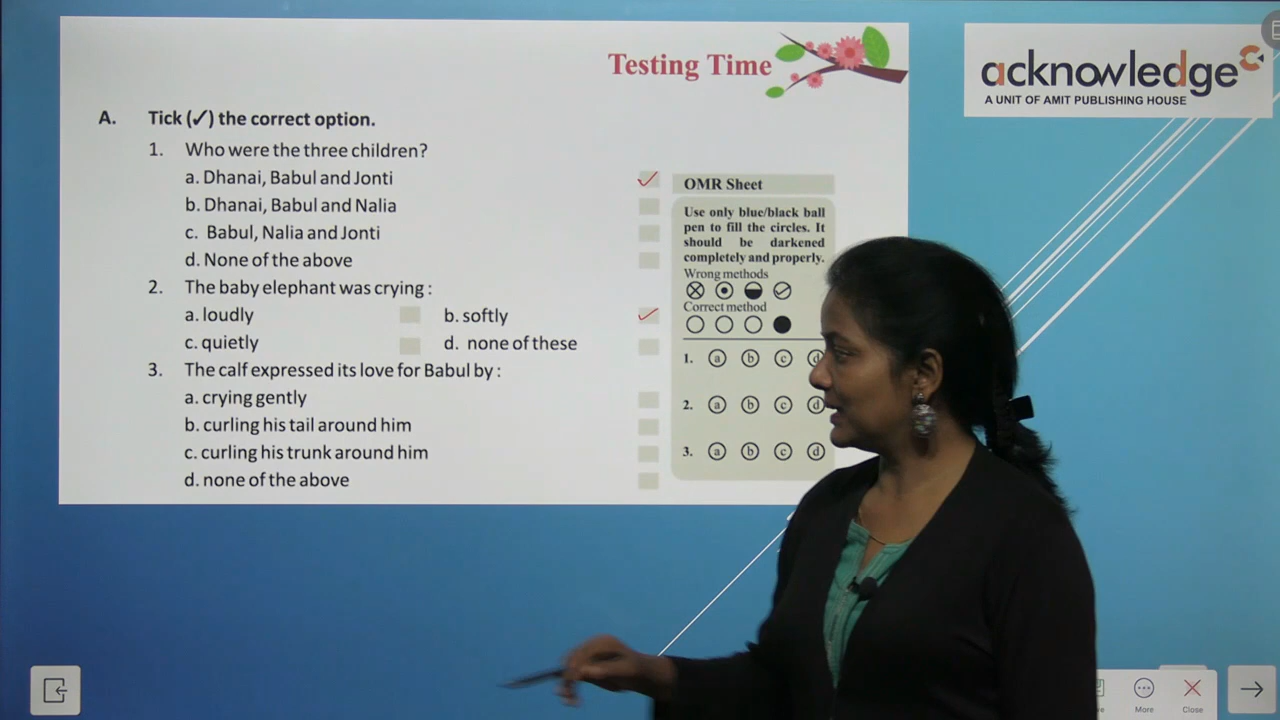 Testing Time
acknowledge
A UNIT OF AMIT PUBLISHING HOUSE
A. Tick (✓) the correct option.
1. Who were the three children?
a. Dhanai, Babul and Jonti
b. Dhanai, Babul and Nalia
c. Babul, Nalia and Jonti
d. None of the above
2. The baby elephant was crying :
a. loudly b. softly
c. quietly d. none of these
3. The calf expressed its love for Babul by :
a. crying gently
b. curling his tail around him
c. curling his trunk around him
d. none of the above
OMR Sheet
Use only blue/black ball
pen to fill the circles. It
should be darkened
completely and properly.
Wrong methods
Correct method
1. a b c d
2. a b c d
3. a b c d
More Close